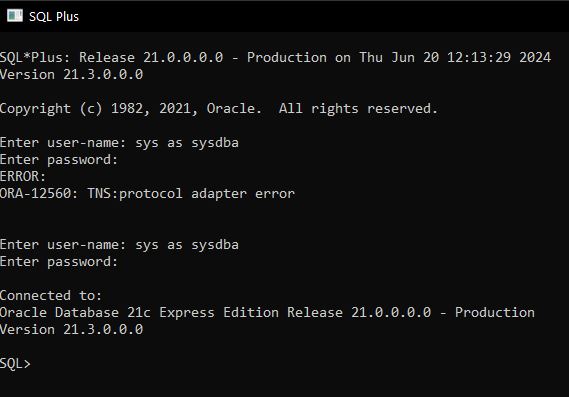 SQL Plus
SQL*Plus: Release 21.0.0.0.0 - Production on Thu Jun 20 12:13:29 2024
Version 21.3.0.0.0
Copyright (c) 1982, 2021, Oracle.  All rights reserved.
Enter user-name: sys as sysdba
Enter password:
ERROR:
ORA-12560: TNS:protocol adapter error
Enter user-name: sys as sysdba
Enter password:
Connected to:
Oracle Database 21c Express Edition Release 21.0.0.0.0 - Production
Version 21.3.0.0.0
SQL>